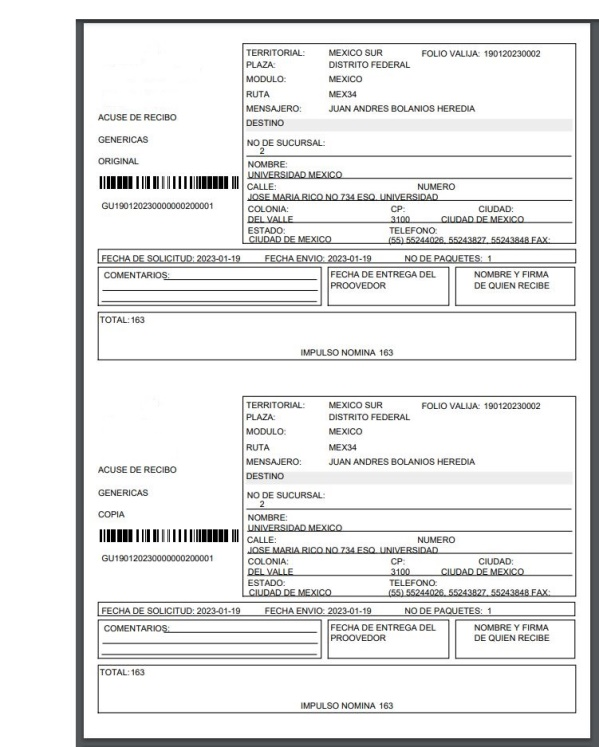 TERRITORIAL: MEXICO SUR FOLIO VALIJA: 190120230002
PLAZA: DISTRITO FEDERAL
MODULO: MEXICO
RUTA MEX34
MENSAJERO: JUAN ANDRES BOLANIOS HEREDIA
ACUSE DE RECIBO
DESTINO
GENERICAS
NO DE SUCURSAL:
2
ORIGINAL
NOMBRE:
UNIVERSIDAD MEXICO
CALLE: NUMERO
JOSE MARIA RICO NO 734 ESQ. UNIVERSIDAD
GU190120230000000200001
COLONIA: CP: CIUDAD:
DEL VALLE 3100 CIUDAD DE MEXICO
ESTADO: TELEFONO:
CIUDAD DE MEXICO (55) 55244026, 55243827, 55243848 FAX:
FECHA DE SOLICITUD: 2023-01-19 FECHA ENVIO: 2023-01-19 NO DE PAQUETES: 1
COMENTARIOS: FECHA DE ENTREGA DEL NOMBRE Y FIRMA
PROOVEDOR DE QUIEN RECIBE
TOTAL:163
IMPULSO NOMINA 163
TERRITORIAL: MEXICO SUR FOLIO VALIJA: 190120230002
PLAZA: DISTRITO FEDERAL
MODULO: MEXICO
RUTA MEX34
MENSAJERO: JUAN ANDRES BOLANIOS HEREDIA
ACUSE DE RECIBO
DESTINO
GENERICAS
NO DE SUCURSAL:
2
COPIA
NOMBRE:
UNIVERSIDAD MEXICO
CALLE: NUMERO
JOSE MARIA RICO NO 734 ESQ. UNIVERSIDAD
GU190120230000000200001
COLONIA: CP: CIUDAD:
DEL VALLE 3100 CIUDAD DE MEXICO
ESTADO: TELEFONO:
CIUDAD DE MEXICO (55) 55244026, 55243827, 55243848 FAX:
FECHA DE SOLICITUD: 2023-01-19 FECHA ENVIO: 2023-01-19 NO DE PAQUETES: 1
COMENTARIOS: FECHA DE ENTREGA DEL NOMBRE Y FIRMA
PROOVEDOR DE QUIEN RECIBE
TOTAL:163
IMPULSO NOMINA 163